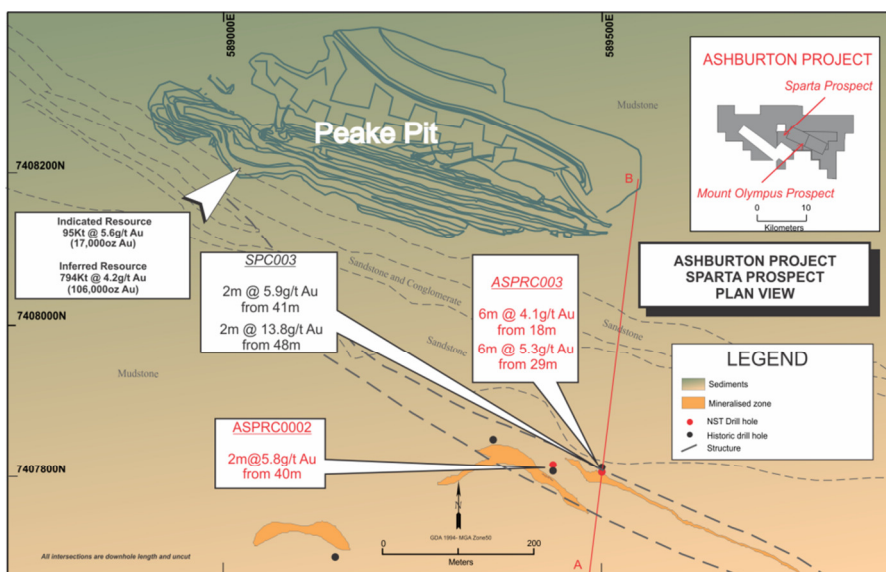 589000E
589500E
7408200N
7408000N
7407800N
Peake Pit
Mudstone
B
ASHBURTON PROJECT
Sparta Prospect
Mount Olympus Prospect
0 10
Kilometers
Indicated Resource
95Kt @ 5.6g/t Au
(17,000oz Au)
Inferred Resource
794Kt @ 4.2g/t Au
(106,000oz Au)
ASHBURTON PROJECT
SPARTA PROSPECT
PLAN VIEW
Sandstone and Conglomerate
SPC003
2m @ 5.9g/t Au
from 41m
2m @ 13.8g/t Au
from 48m
ASPRC003
6m @ 4.1g/t Au
from 18m
6m @ 5.3g/t Au
from 29m
Sandstone
Sandstone
Mudstone
LEGEND
Sediments
Mineralised zone
NST Drill hole
Historic drill hole
Structure
ASPRC0002
2m@5.8g/t Au
from 40m
N
GDA 1994- MGA Zone50
0 200
Meters
A
All intersections are downhole length and uncut